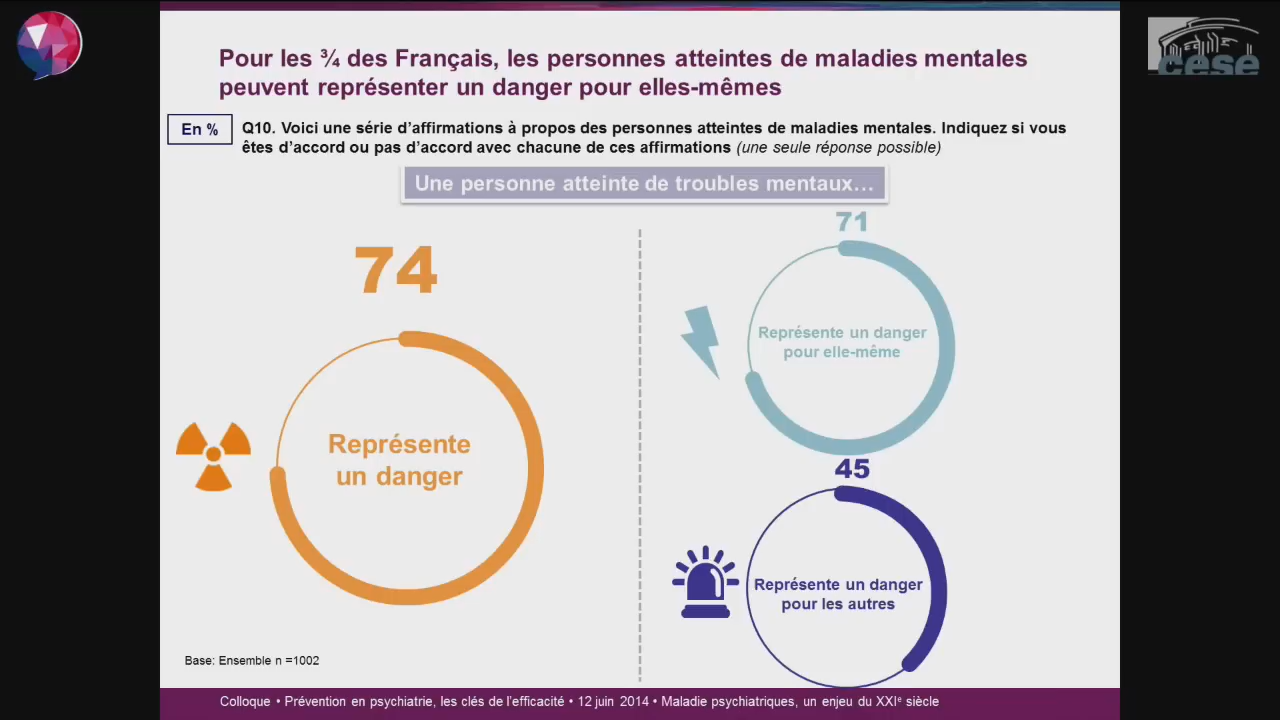 Pour les ¾ des Français, les personnes atteintes de maladies mentales
peuvent représenter un danger pour elles-mêmes
En %
Q10. Voici une série d’affirmations à propos des personnes atteintes de maladies mentales. Indiquez si vous
êtes d’accord ou pas d’accord avec chacune de ces affirmations (une seule réponse possible)
Une personne atteinte de troubles mentaux…
74
Représente
un danger
71
Représente un danger
pour elle-même
45
Représente un danger
pour les autres
Base: Ensemble n =1002
Colloque • Prévention en psychiatrie, les clés de l’efficacité • 12 juin 2014 • Maladie psychiatriques, un enjeu du XXIᵉ siècle
cese